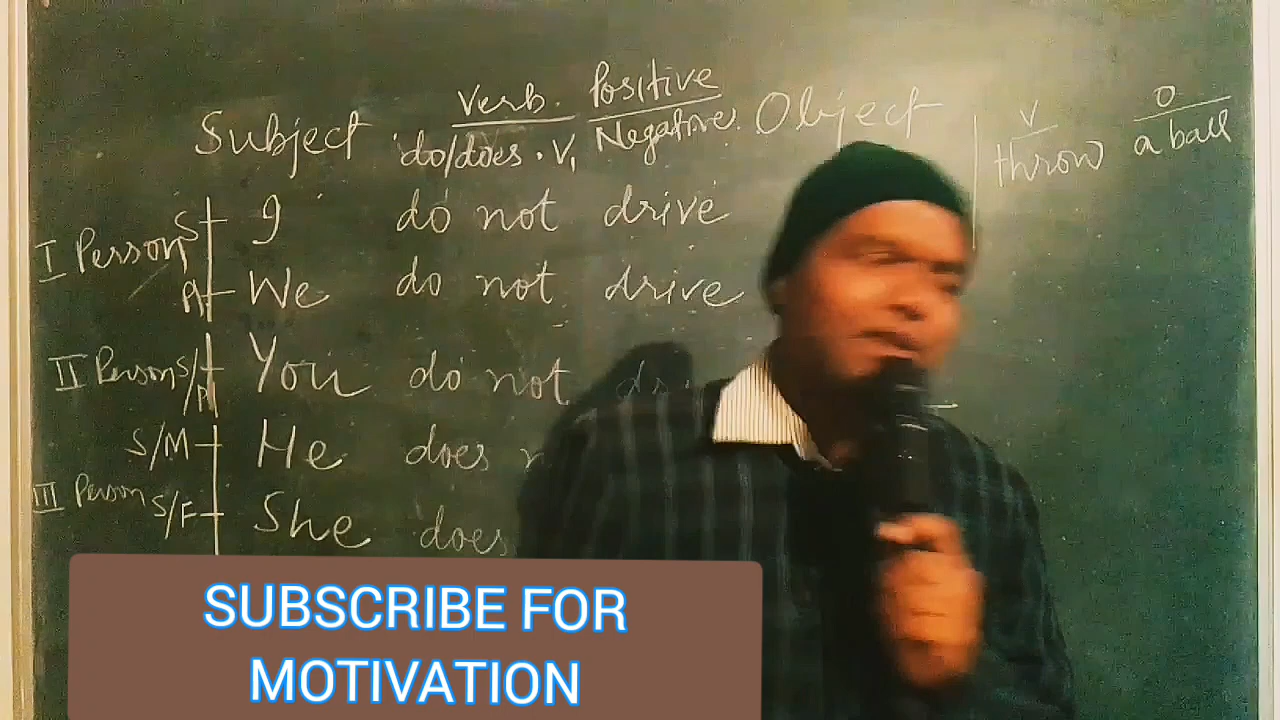 Verb. Positive
Subject do/does. V₁ Negative. Object
V O
throw a ball
I Person S I do not drive
P We do not drive
II Person S/P You do not
S/M He does
III Person S/F She does
SUBSCRIBE FOR
MOTIVATION